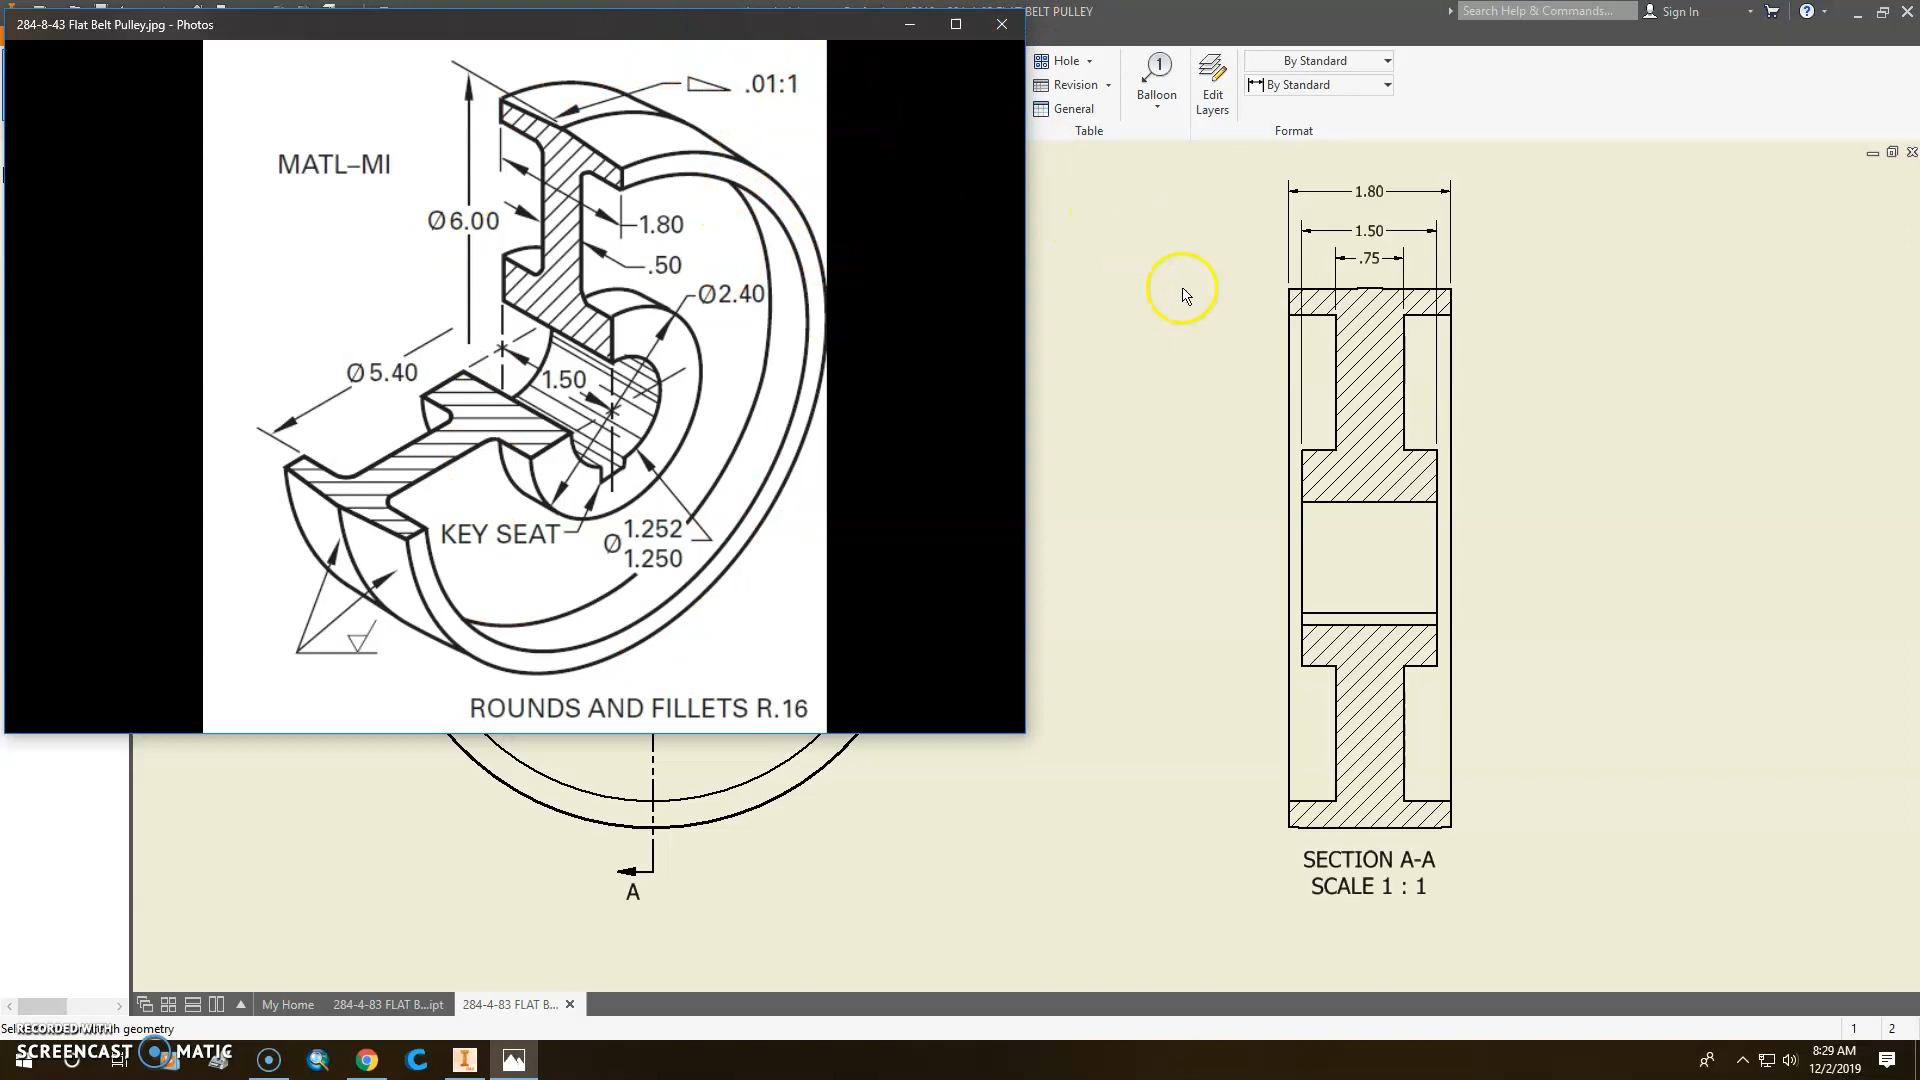 284-8-43 Flat Belt Pulley.jpg - Photos
BELT PULLEY
Search Help & Commands...
Sign In
Hole
Revision
General
Table
1
Balloon
Edit
Layers
By Standard
By Standard
Format
.01:1
MATL–MI
Ø6.00
1.80
.50
Ø2.40
Ø5.40
1.50
KEY SEAT
Ø 1.252
1.250
ROUNDS AND FILLETS R.16
1.80
1.50
.75
SECTION A-A
SCALE 1 : 1
A
My Home
284-4-83 FLAT B...ipt
284-4-83 FLAT B...
RECORDED WITH
SCREENCAST MATIC
1 2
8:29 AM
12/2/2019